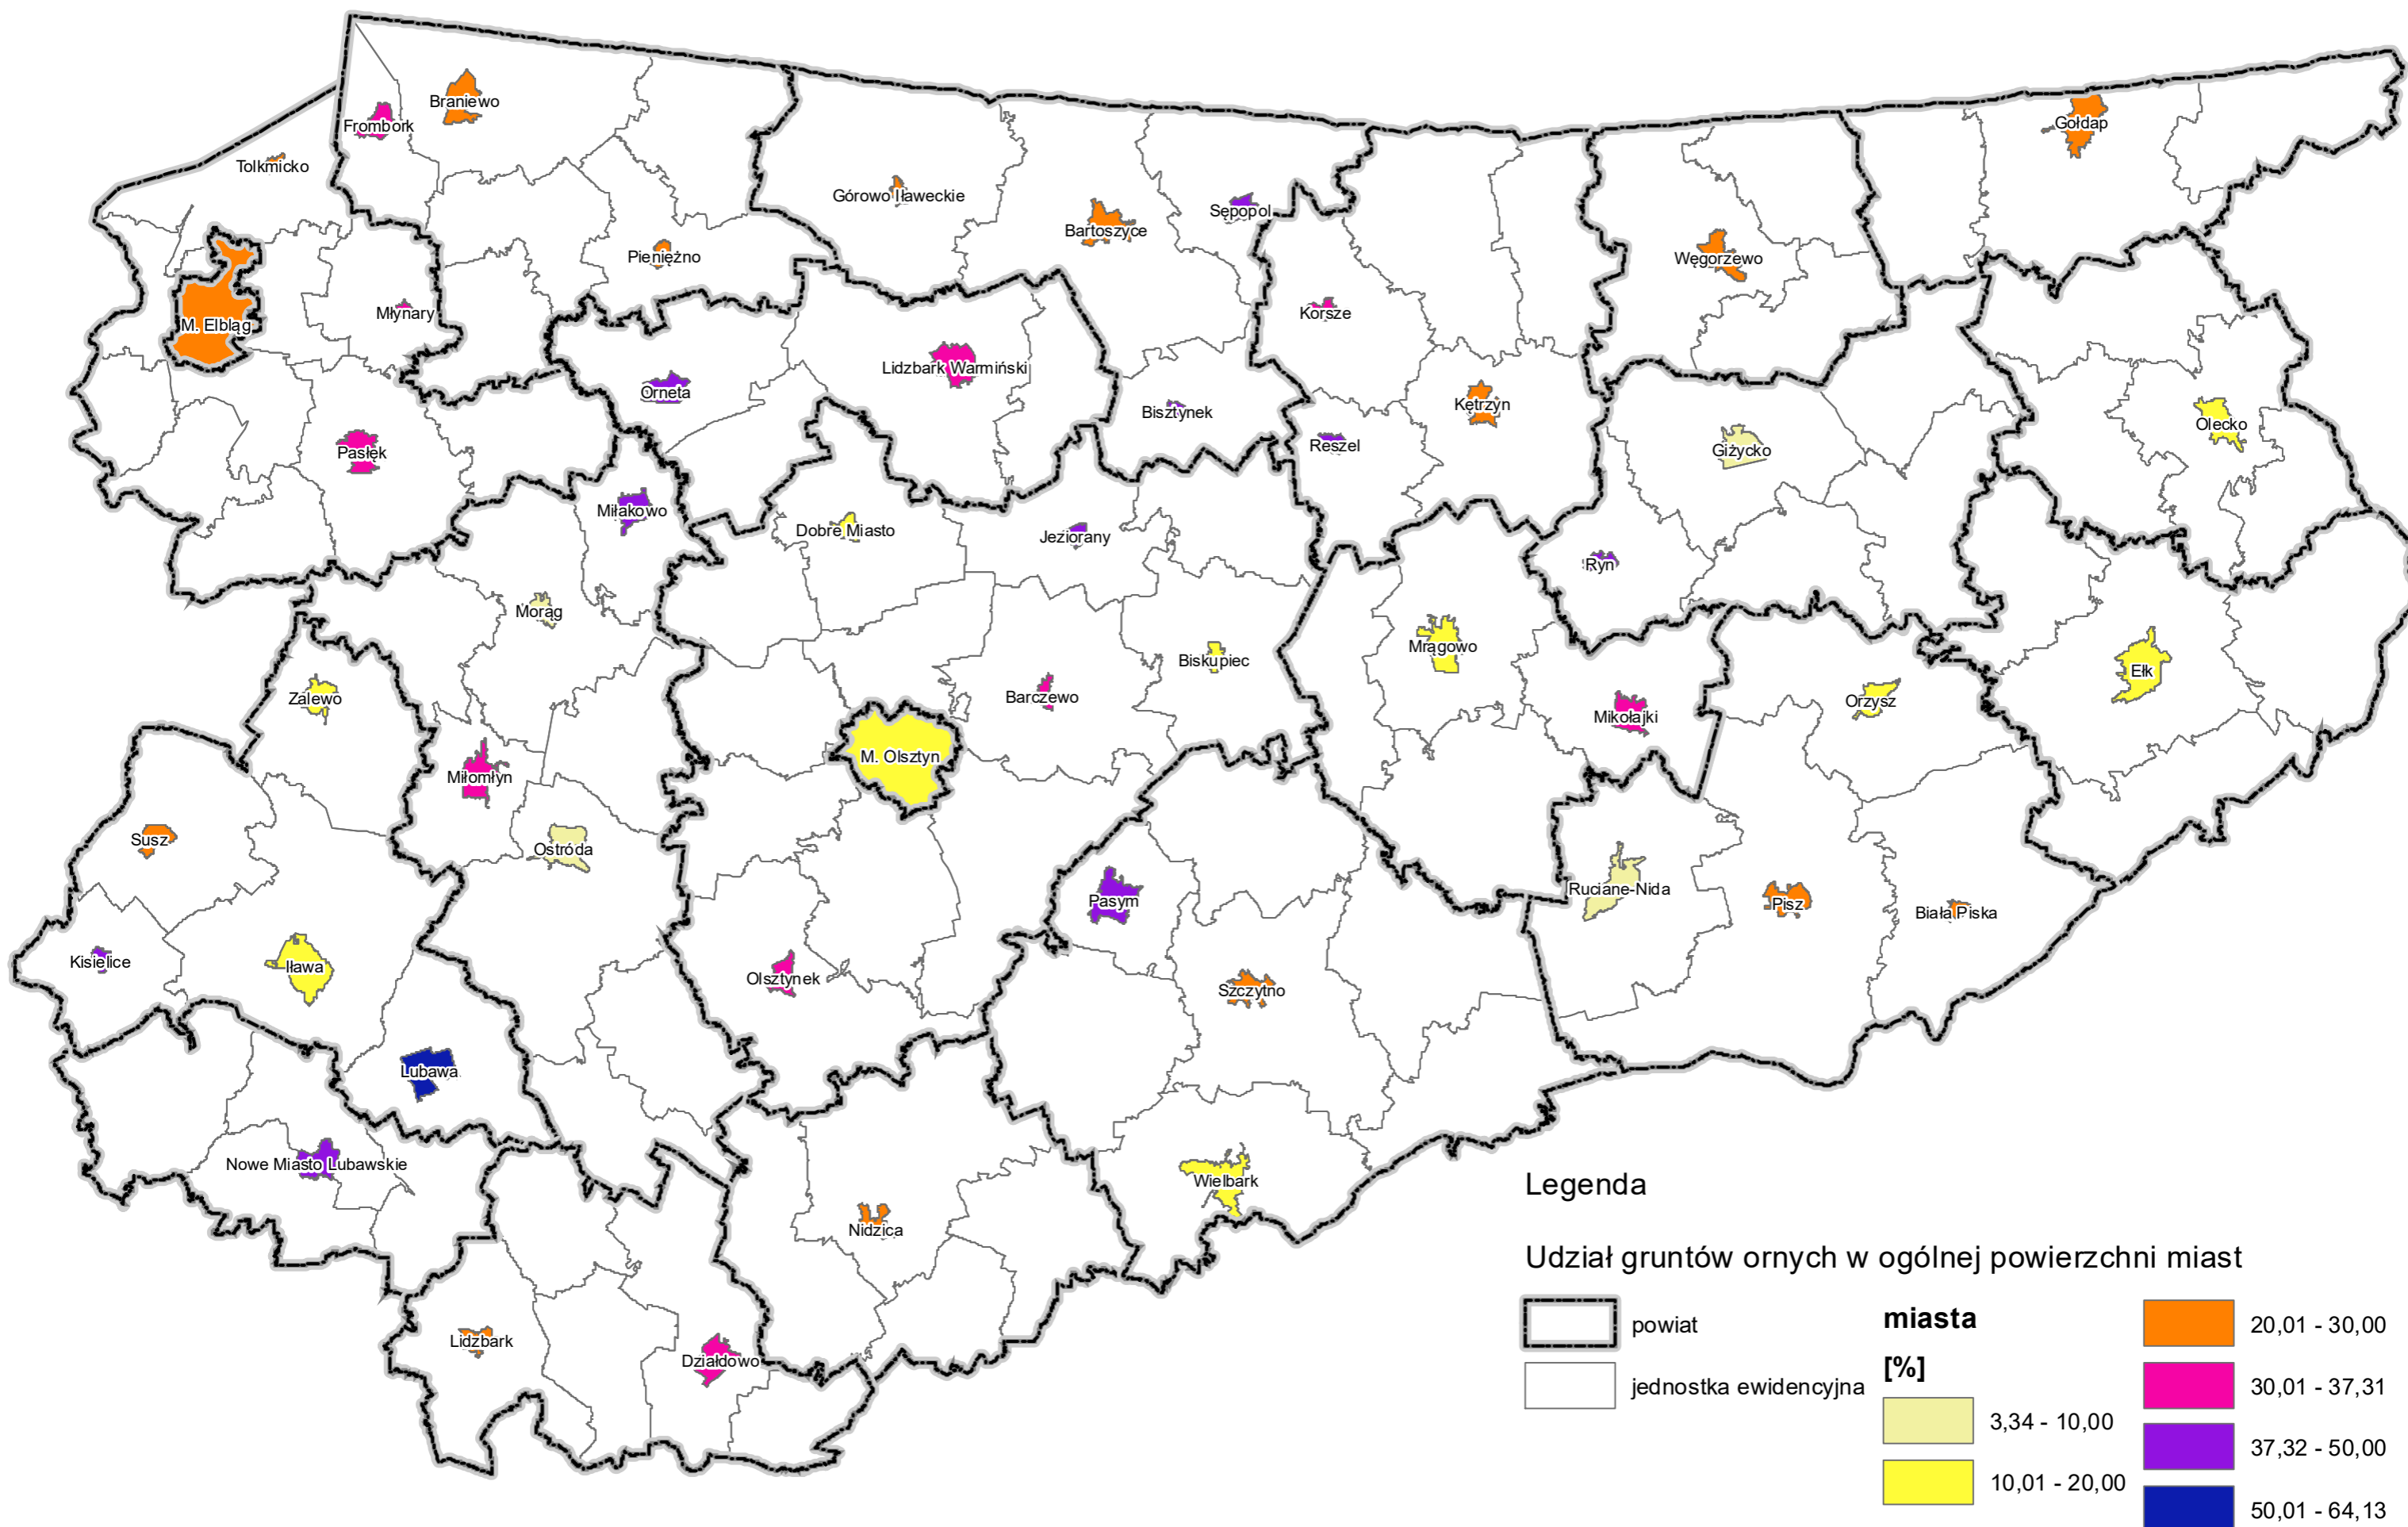 Braniewo
Frombork
Gołdap
Tolkmicko
Górowo Iławeckie
Sępopol
Bartoszyce
Pieniężno
Węgorzewo
Młynary
Korsze
M. Elbląg
Lidzbark Warmiński
Orneta
Kętrzyn
Bisztynek
Olecko
Reszel
Giżycko
Pasłęk
Miłakowo
Dobre Miasto
Jeziorany
Ryn
Morąg
Mrągowo
Biskupiec
Ełk
Zalewo
Barczewo
Orzysz
Mikołajki
M. Olsztyn
Miłomłyn
Susz
Ostróda
Ruciane-Nida
Pasym
Pisz
Biała Piska
Kisielice
Iława
Olsztynek
Szczytno
Lubawa
Nowe Miasto Lubawskie
Wielbark
Nidzica
Lidzbark
Działdowo
Legenda
Udział gruntów ornych w ogólnej powierzchni miast
powiat
jednostka ewidencyjna
miasta
[%]
3,34 - 10,00
10,01 - 20,00
20,01 - 30,00
30,01 - 37,31
37,32 - 50,00
50,01 - 64,13